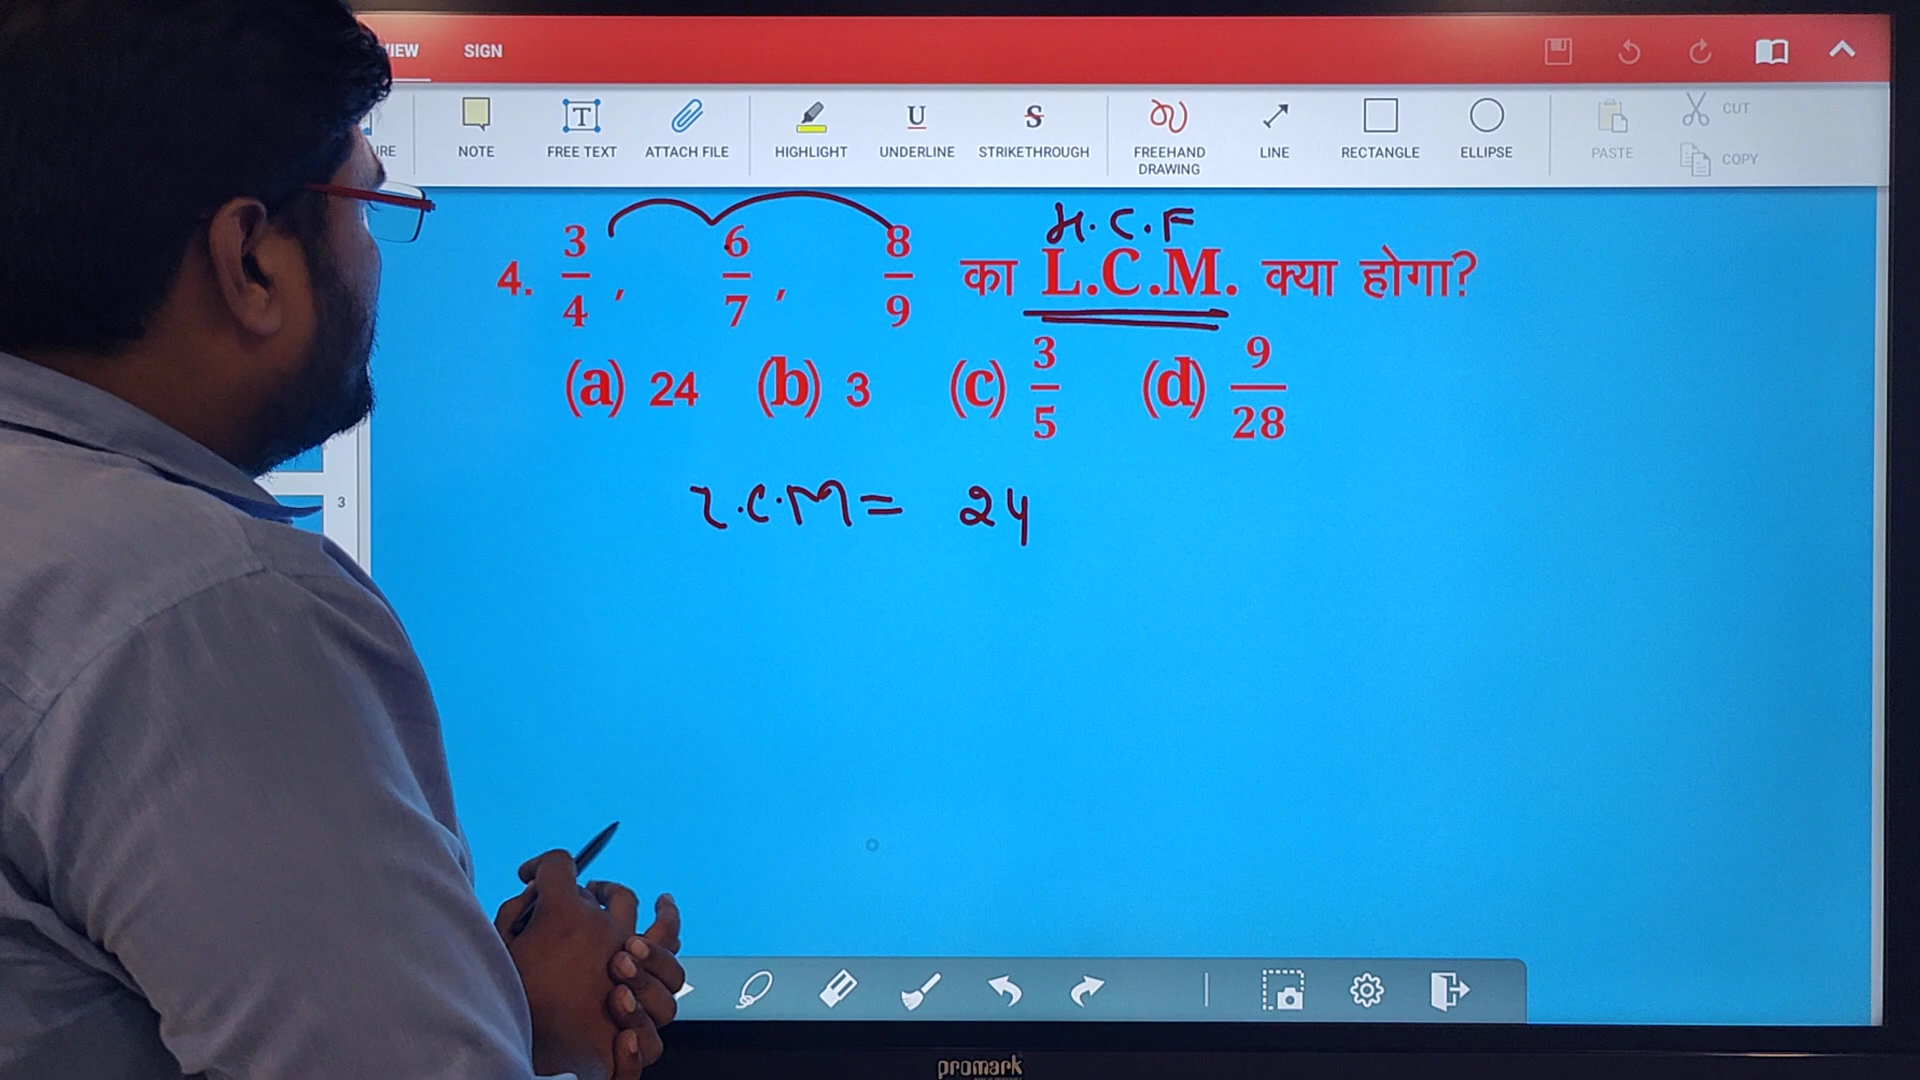 IEW SIGN
URE NOTE FREE TEXT ATTACH FILE HIGHLIGHT UNDERLINE STRIKETHROUGH FREEHAND DRAWING LINE RECTANGLE ELLIPSE PASTE CUT COPY
H.C.F
4. 3/4, 6/7, 8/9 का L.C.M. क्या होगा?
(a) 24 (b) 3 (c) 3/5 (d) 9/28
3
L.C.M = 24
promark